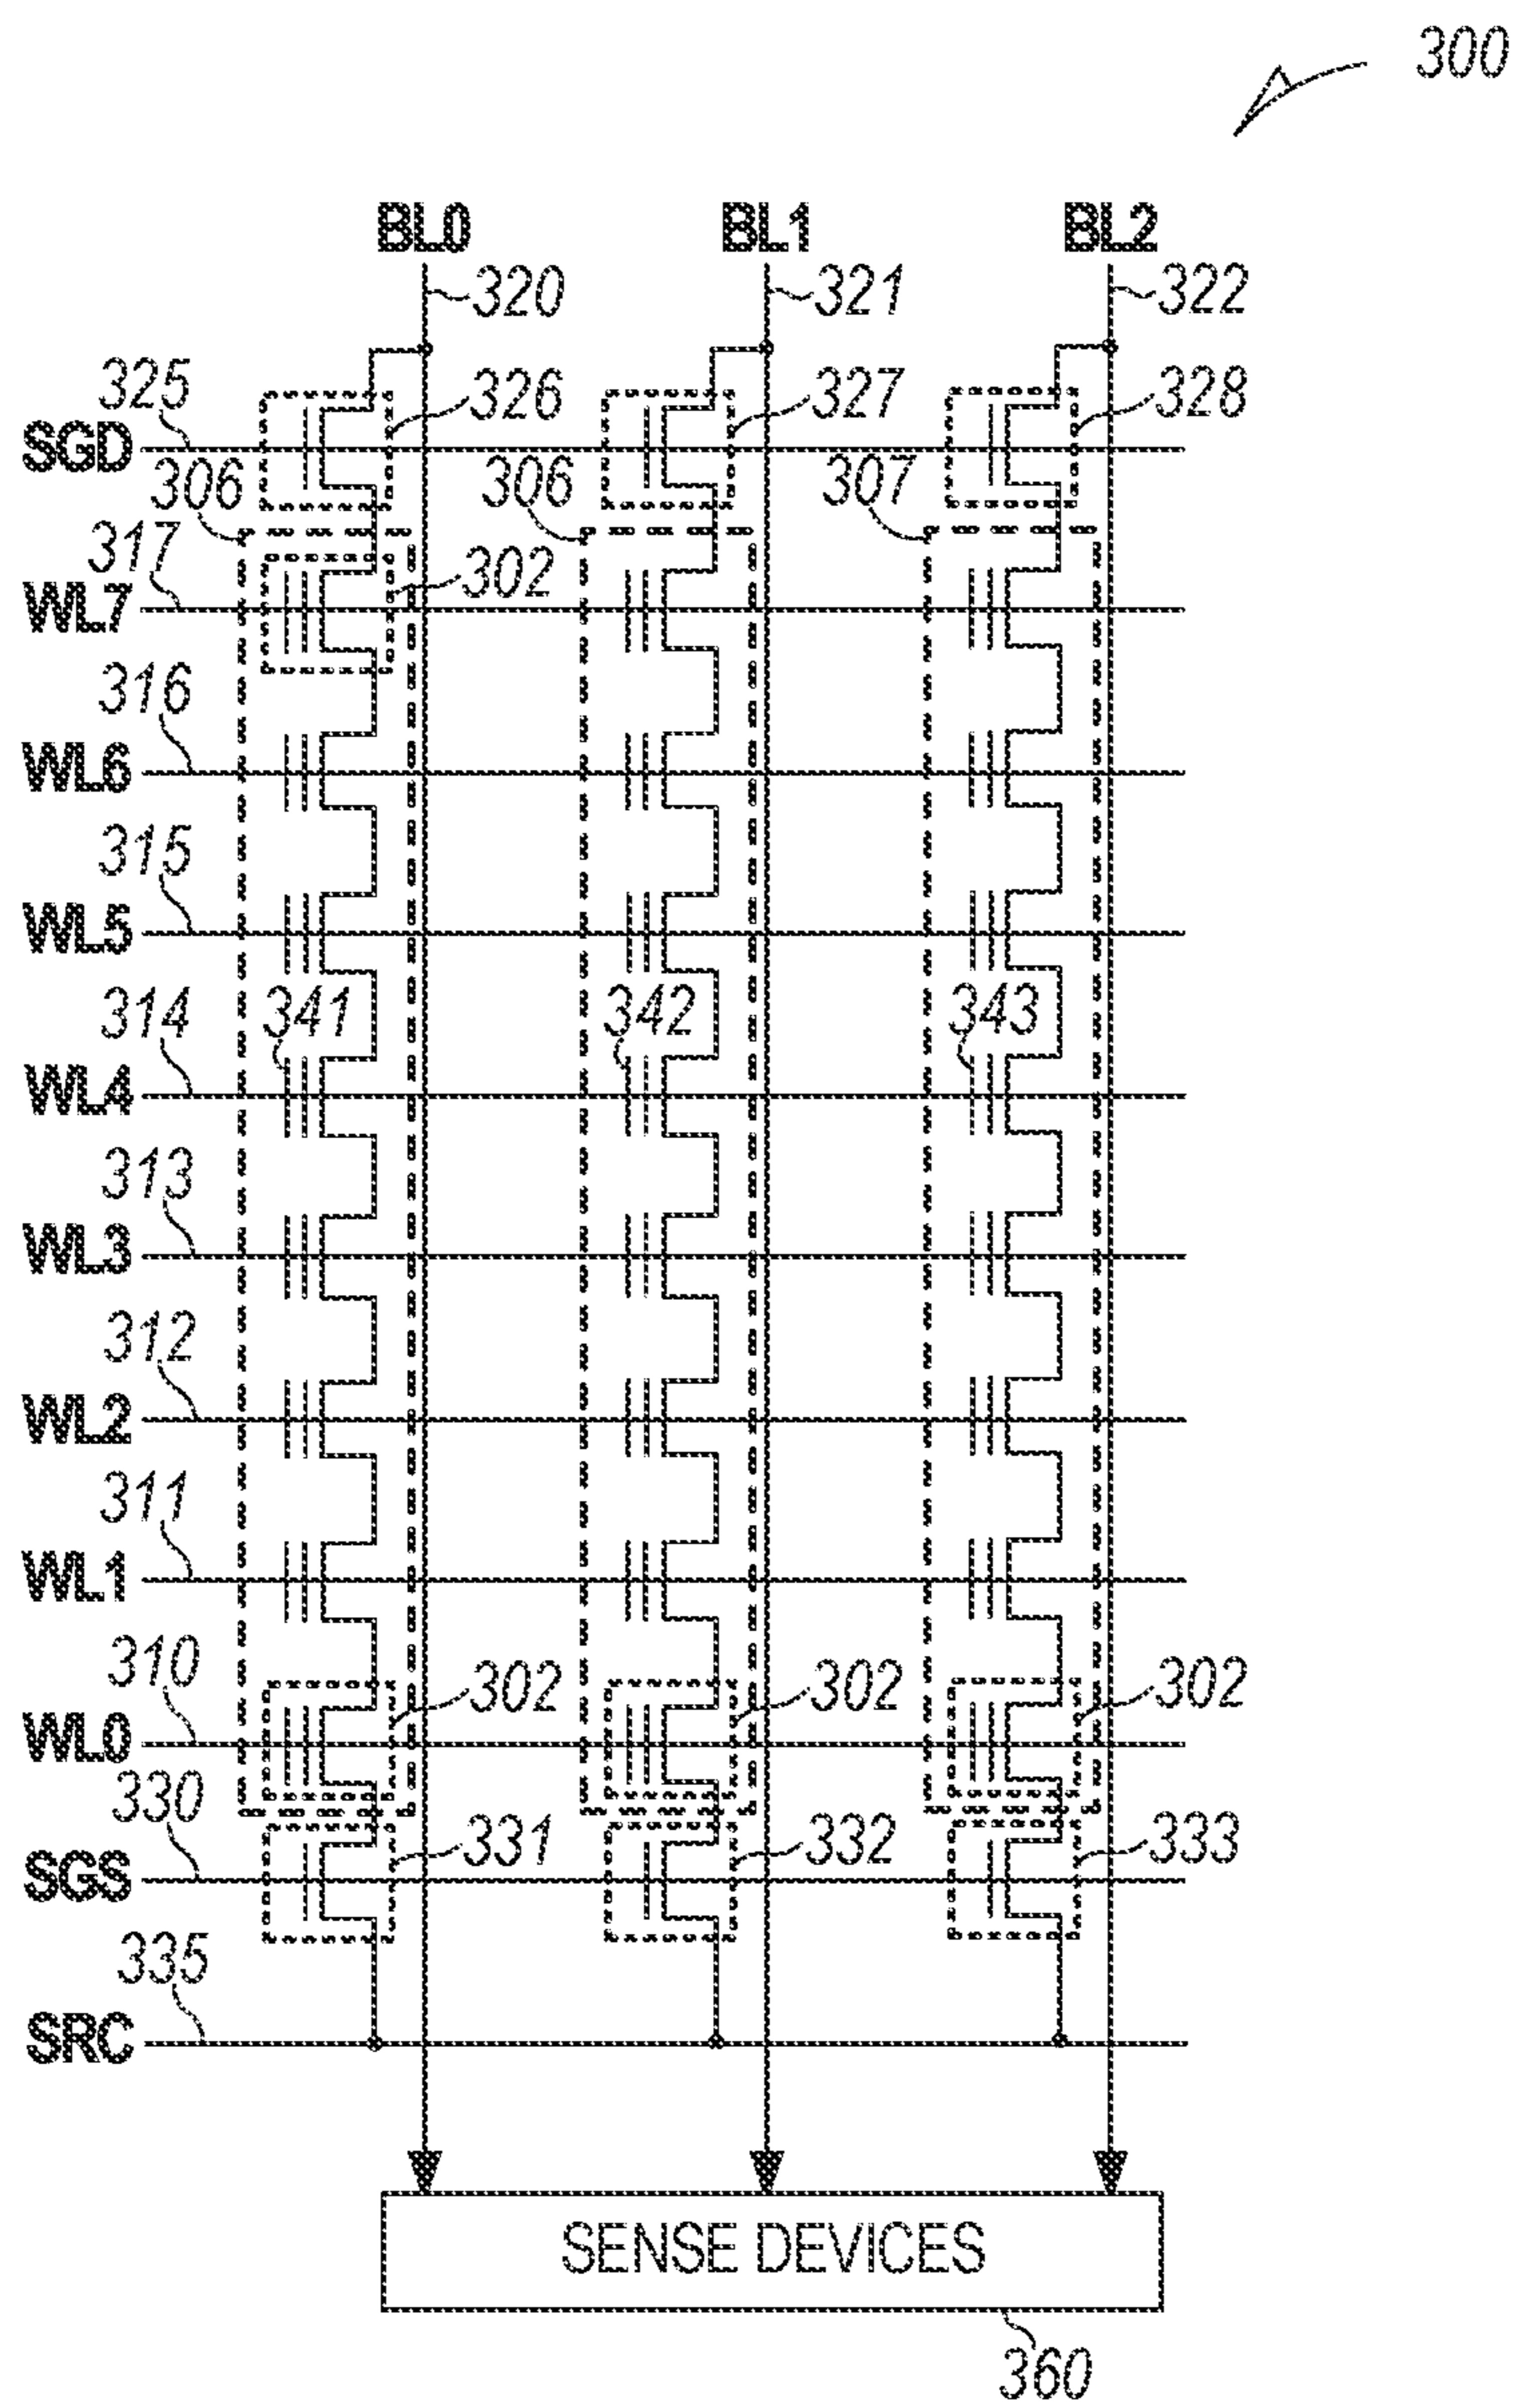 300
BL0 BL1 BL2
320 321 322
325 326 327 328
SGD
306 306 307
317 302
WL7
316
WL6
315
WL5
314 341 342 343
WL4
313
WL3
312
WL2
311
WL1
310 302 302 302
WL0
330 331 332 333
SGS
335
SRC
SENSE DEVICES
360